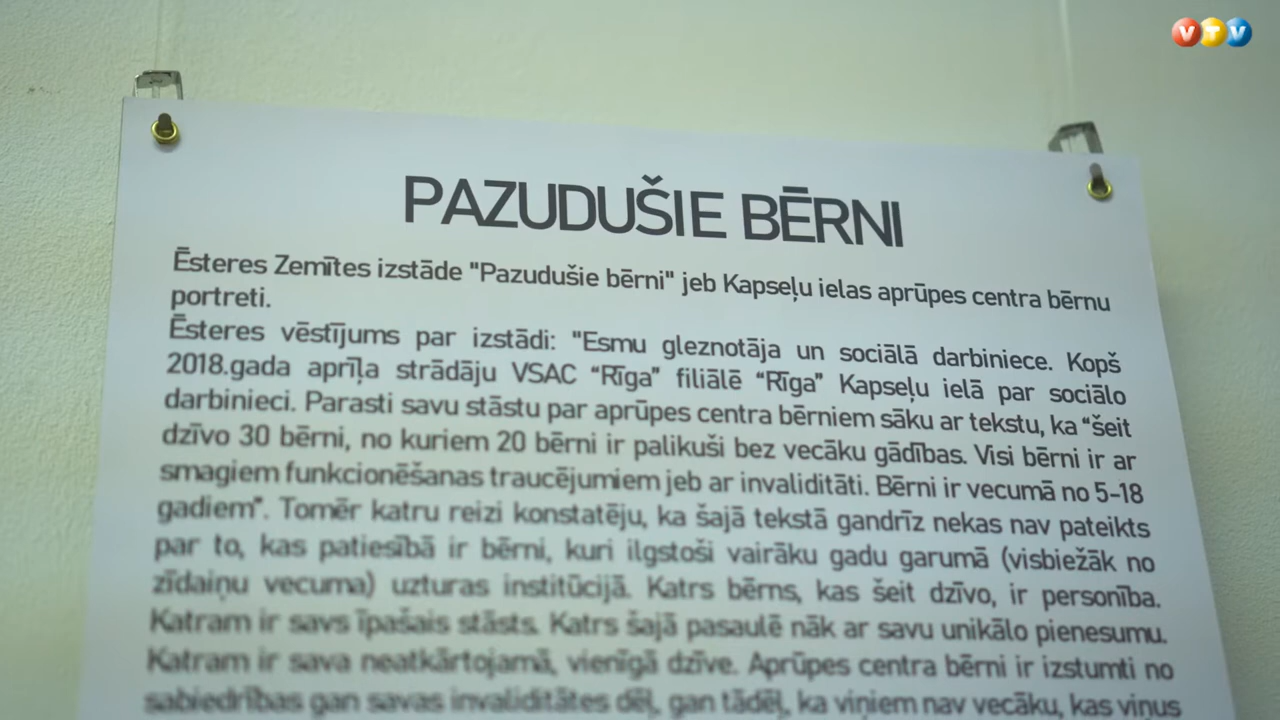 VTV
PAZUDUŠIE BĒRNI
Ēsteres Zemītes izstāde "Pazudušie bērni" jeb Kapseļu ielas aprūpes centra bērnu
portreti.
Ēsteres vēstījums par izstādi: "Esmu gleznotāja un sociālā darbiniece. Kopš
2018.gada aprīļa strādāju VSAC “Rīga” filiālē “Rīga” Kapseļu ielā par sociālo
darbinieci. Parasti savu stāstu par aprūpes centra bērniem sāku ar tekstu, ka “šeit
dzīvo 30 bērni, no kuriem 20 bērni ir palikuši bez vecāku gādības. Visi bērni ir ar
smagiem funkcionēšanas traucējumiem jeb ar invaliditāti. Bērni ir vecumā no 5-18
gadiem”. Tomēr katru reizi konstatēju, ka šajā tekstā gandrīz nekas nav pateikts
par to, kas patiesībā ir bērni, kuri ilgstoši vairāku gadu garumā (visbiežāk no
zīdaiņu vecuma) uzturas institūcijā. Katrs bērns, kas šeit dzīvo, ir personība.
Katram ir savs īpašais stāsts. Katrs šajā pasaulē nāk ar savu unikālo pienesumu.
Katram ir sava neatkārtojamā, vienīgā dzīve. Aprūpes centra bērni ir izstumti no
sabiedrības gan savas invaliditātes dēļ, gan tādēļ, ka viņiem nav vecāku, kas viņus